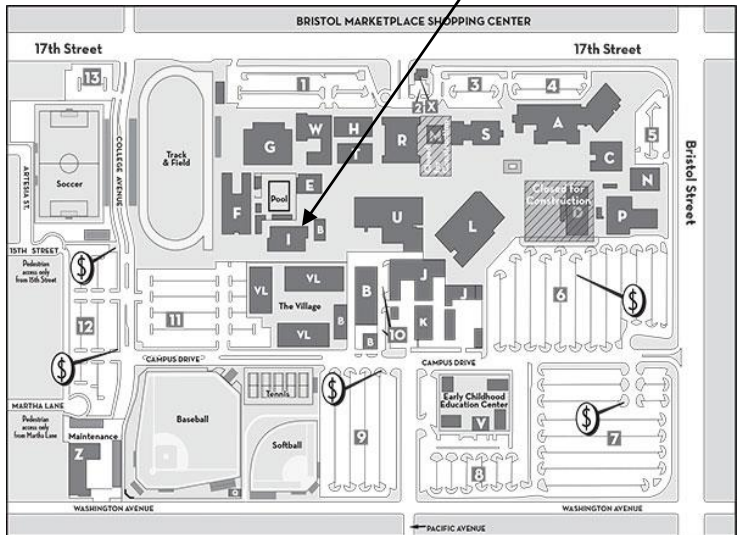 BRISTOL MARKETPLACE SHOPPING CENTER
17th Street
17th Street
13
1
2
X
3
4
5
COLLEGE AVENUE
ARTESIA ST.
Soccer
Track
& Field
G
W
H
T
R
M
S
A
C
N
Bristol Street
F
E
Pool
I
B
U
L
Closed for
Construction
D
P
15TH STREET
Pedestrian
access only
from 15th Street
$
12
11
VL
VL
The Village
VL
B
B
B
J
J
K
10
6
$
$
CAMPUS DRIVE
CAMPUS DRIVE
MARTHA LANE
Pedestrian
access only
from Martha Lane
Maintenance
Z
Baseball
Tennis
Softball
$
9
Early Childhood
Education Center
V
8
$
7
WASHINGTON AVENUE
WASHINGTON AVENUE
PACIFIC AVENUE